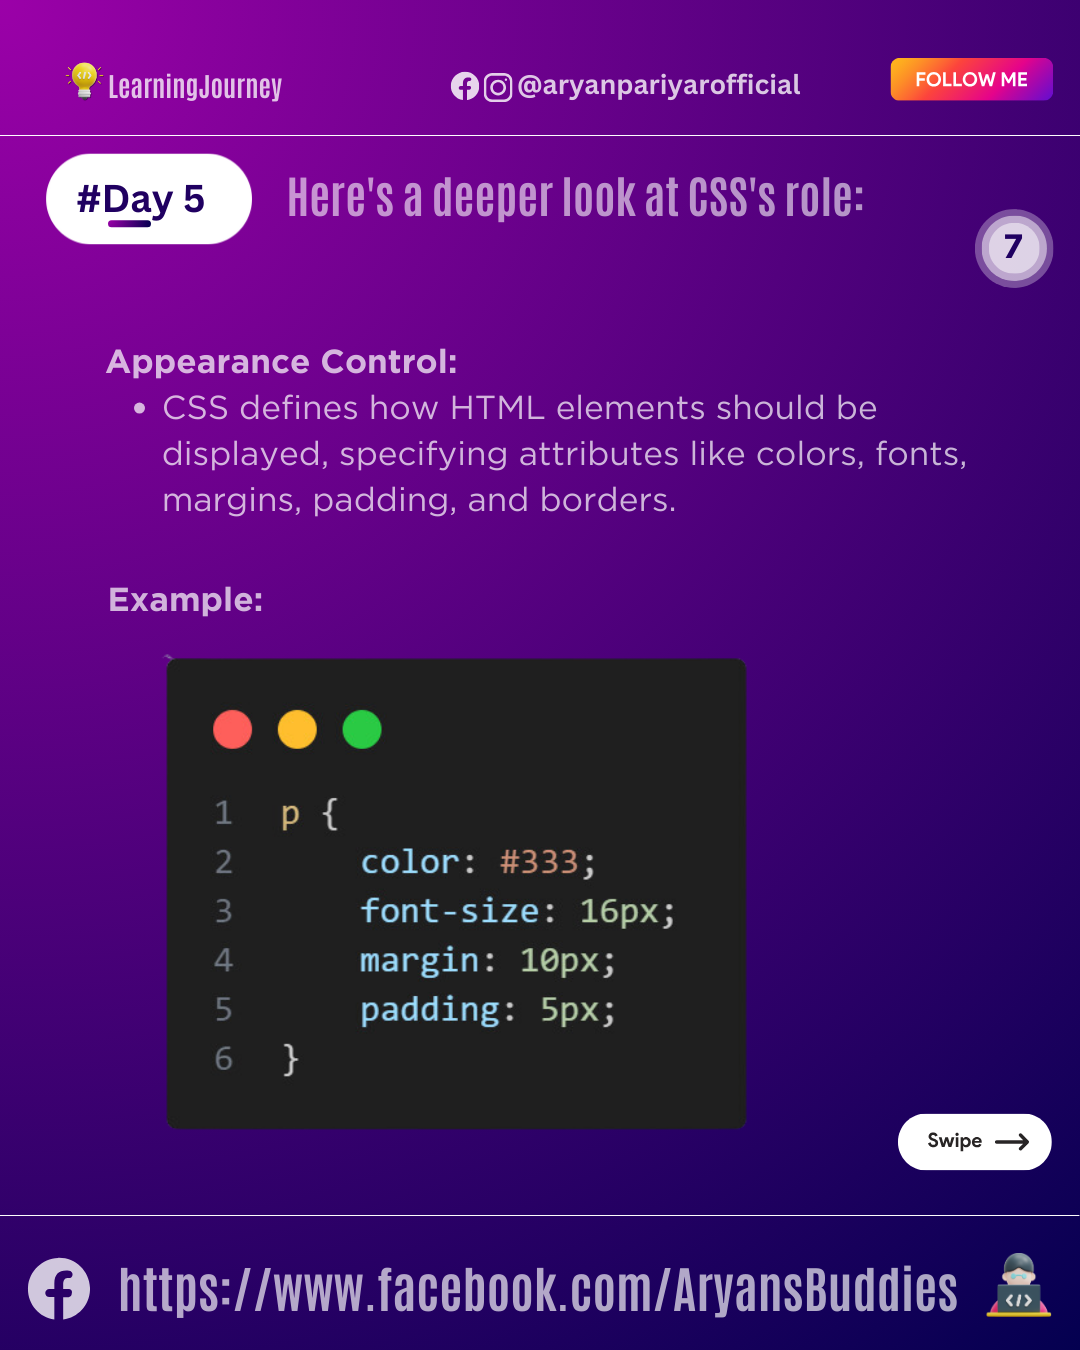 LearningJourney
@aryanpariyarofficial
FOLLOW ME
#Day 5
Here's a deeper look at CSS's role:
7
Appearance Control:
• CSS defines how HTML elements should be
displayed, specifying attributes like colors, fonts,
margins, padding, and borders.
Example:
1 p {
2     color: #333;
3     font-size: 16px;
4     margin: 10px;
5     padding: 5px;
6 }
Swipe
https://www.facebook.com/AryansBuddies